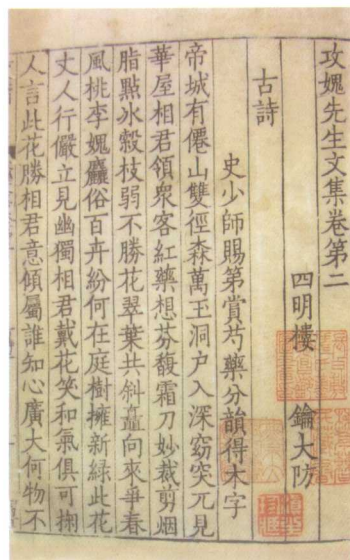 攻媿先生文集卷第二
四明樓 鑰大防
古詩
史少師賜第賞芍藥分韻得木字
帝城有僊山雙徑森萬玉洞户入深窈突兀見
華屋相君領衆客紅藥想芬馥霜刀妙裁剪烟
脂點冰縠枝弱不勝花翠葉共斜矗向來爭春
風桃李媿麤俗百卉紛何在庭樹擁新緑此花
丈人行儼立見幽獨相君戴花笑和氣俱可掬
人言此花勝相君意傾屬誰知心廣大何物不